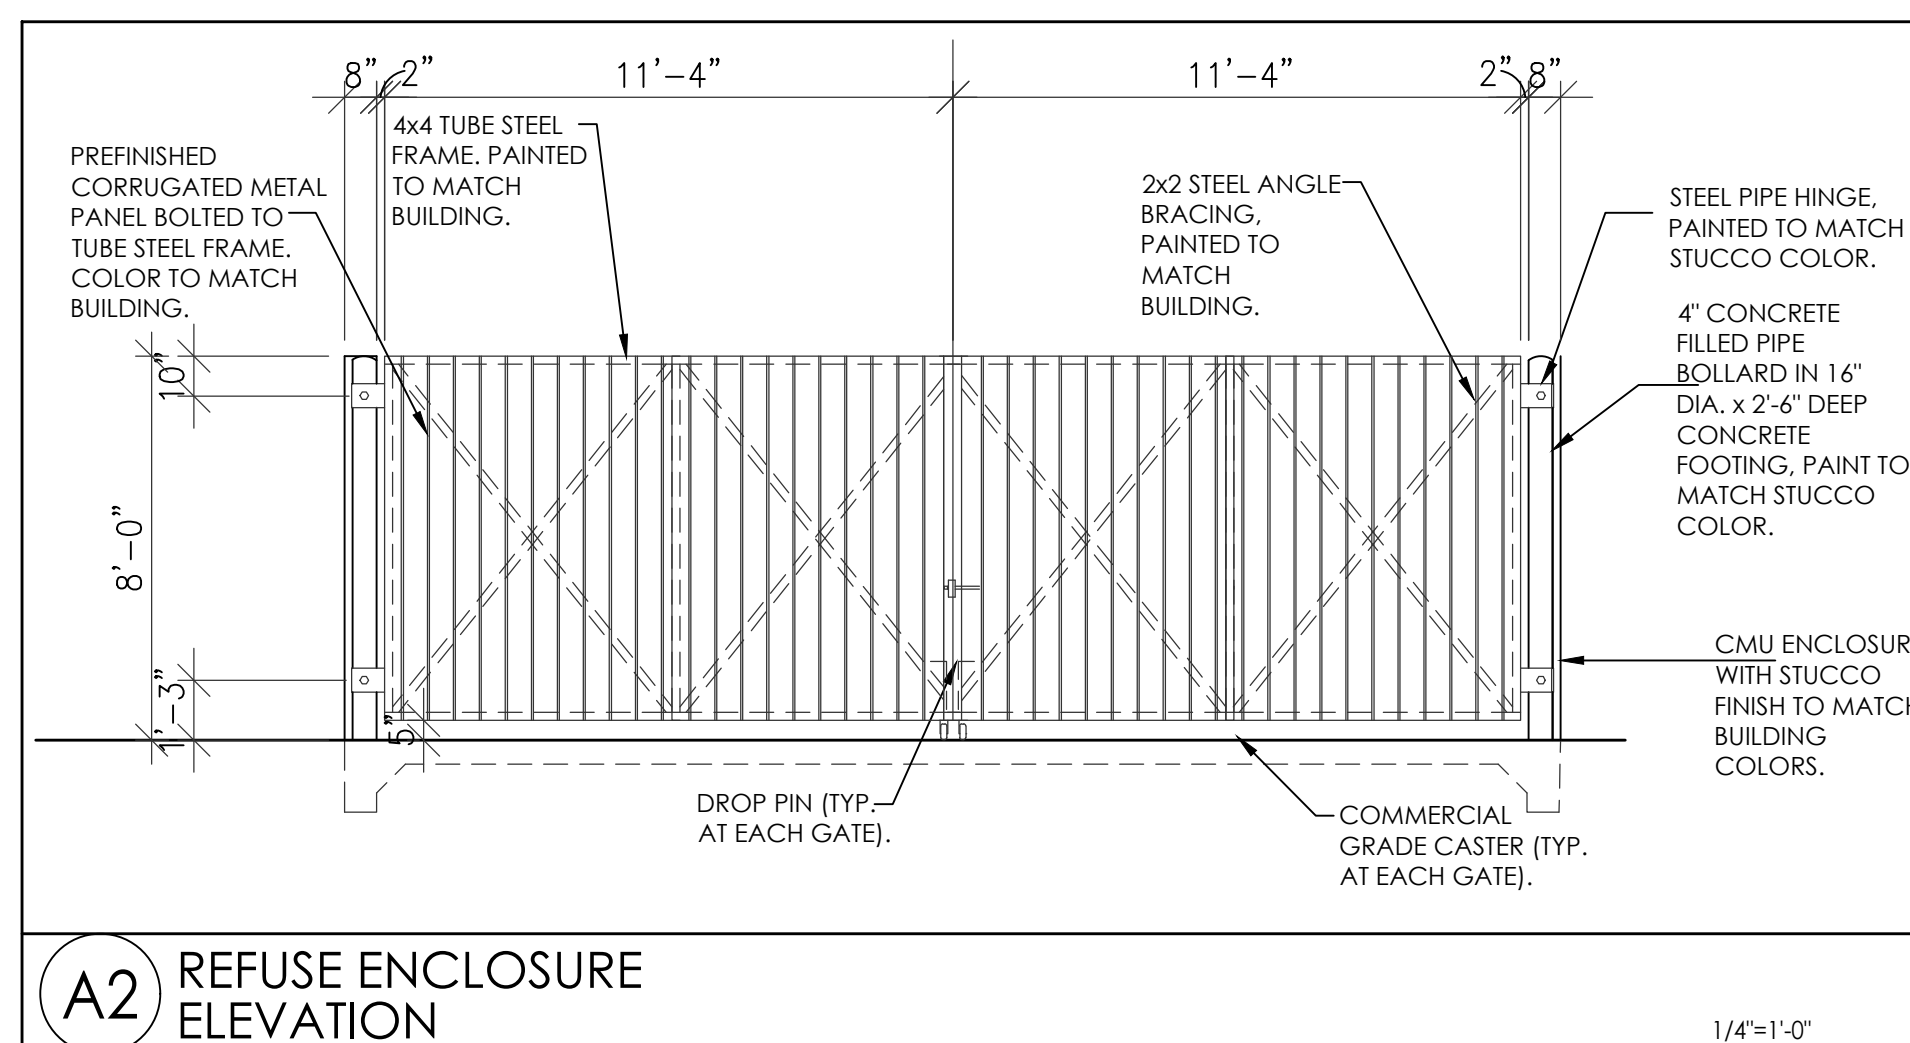 8" 2" 11'-4" 11'-4" 2" 8"
4x4 TUBE STEEL
FRAME. PAINTED
TO MATCH
BUILDING.
PREFINISHED
CORRUGATED METAL
PANEL BOLTED TO
TUBE STEEL FRAME.
COLOR TO MATCH
BUILDING.
2x2 STEEL ANGLE
BRACING,
PAINTED TO
MATCH
BUILDING.
STEEL PIPE HINGE,
PAINTED TO MATCH
STUCCO COLOR.
4" CONCRETE
FILLED PIPE
BOLLARD IN 16"
DIA. x 2'-6" DEEP
CONCRETE
FOOTING, PAINT TO
MATCH STUCCO
COLOR.
10"
8'-0"
1'-3"
5"
CMU ENCLOSUR
WITH STUCCO
FINISH TO MATCH
BUILDING
COLORS.
DROP PIN (TYP.
AT EACH GATE).
COMMERCIAL
GRADE CASTER (TYP.
AT EACH GATE).
A2
REFUSE ENCLOSURE
ELEVATION
1/4"=1'-0"